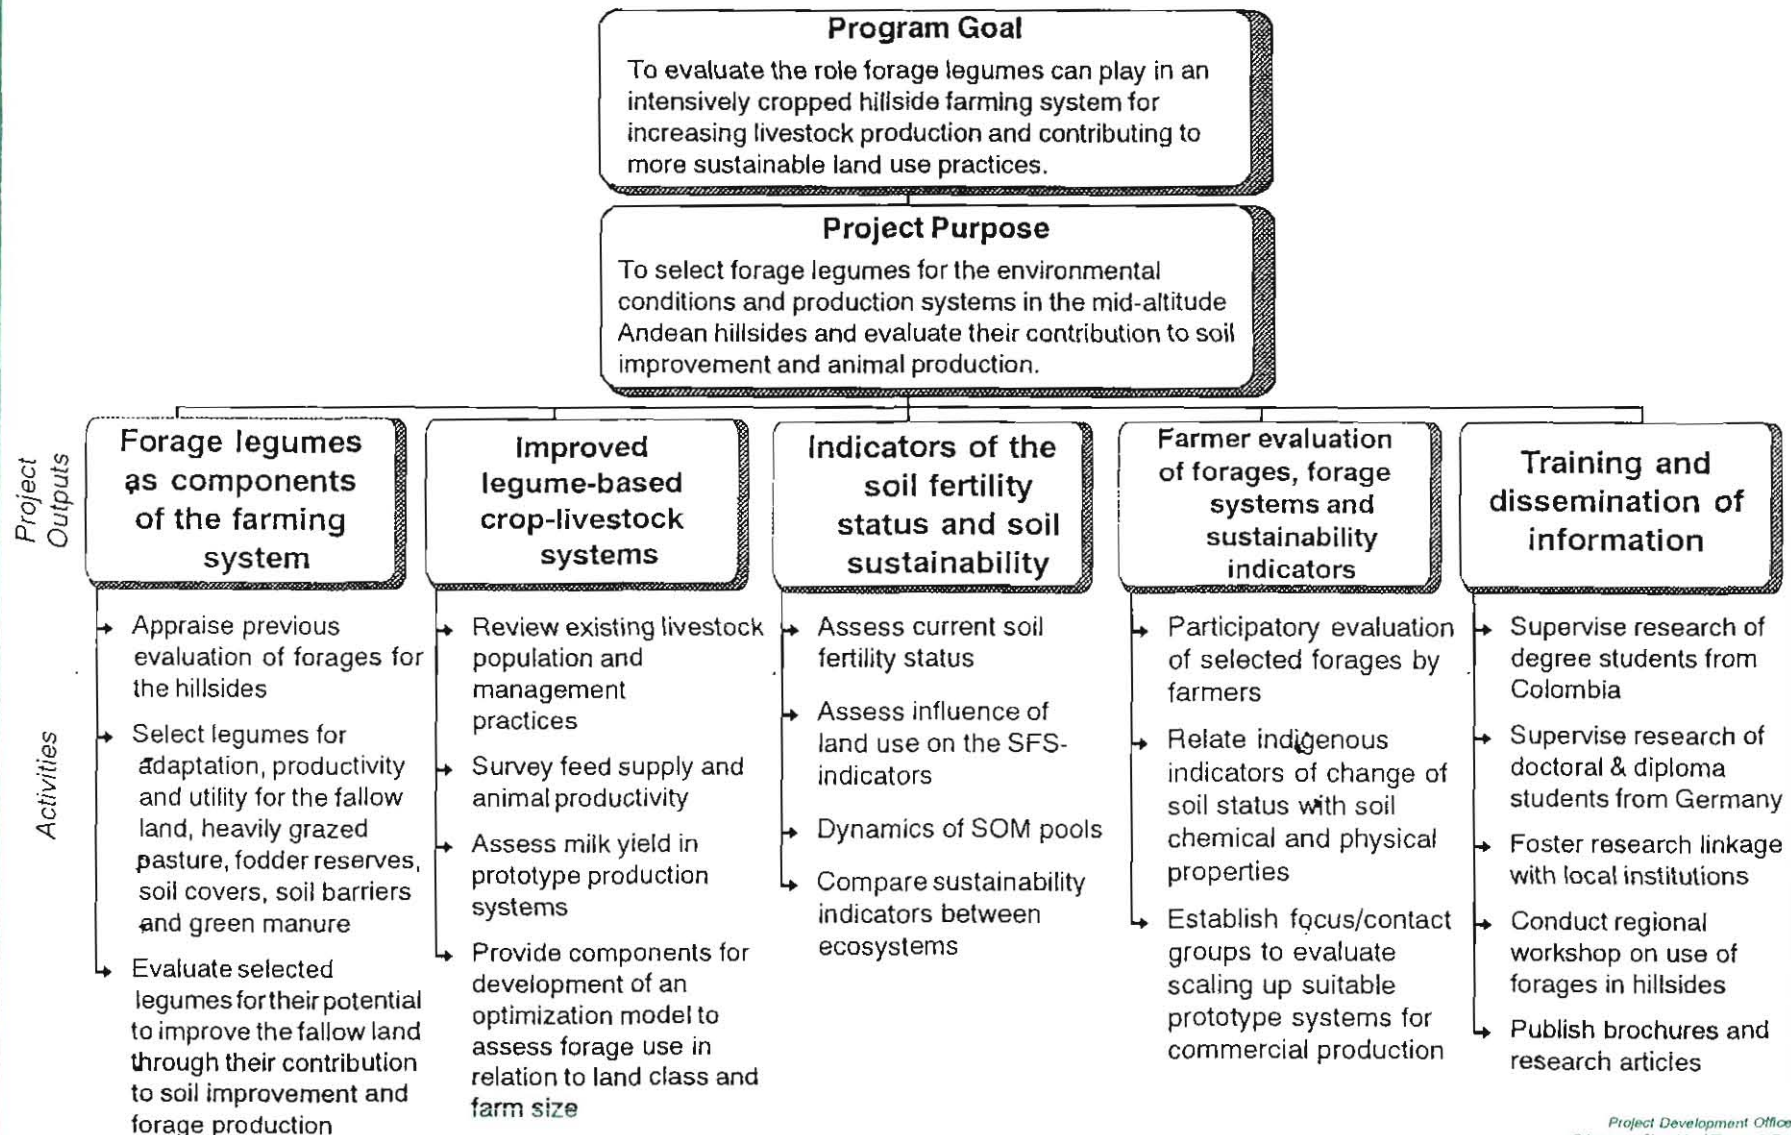 Program Goal
To evaluate the role forage legumes can play in an
intensively cropped hillside farming system for
increasing livestock production and contributing to
more sustainable land use practices.
Project Purpose
To select forage legumes for the environmental
conditions and production systems in the mid-altitude
Andean hillsides and evaluate their contribution to soil
improvement and animal production.
Project
Outputs
Forage legumes
as components
of the farming
system
Improved
legume-based
crop-livestock
systems
Indicators of the
soil fertility
status and soil
sustainability
Farmer evaluation
of forages, forage
systems and
sustainability
indicators
Training and
dissemination of
information
Activities
Appraise previous
evaluation of forages for
the hillsides
Select legumes for
adaptation, productivity
and utility for the fallow
land, heavily grazed
pasture, fodder reserves,
soil covers, soil barriers
and green manure
Evaluate selected
legumes for their potential
to improve the fallow land
through their contribution
to soil improvement and
forage production
Review existing livestock
population and
management
practices
Survey feed supply and
animal productivity
Assess milk yield in
prototype production
systems
Provide components for
development of an
optimization model to
assess forage use in
relation to land class and
farm size
Assess current soil
fertility status
Assess influence of
land use on the SFS-
indicators
Dynamics of SOM pools
Compare sustainability
indicators between
ecosystems
Participatory evaluation
of selected forages by
farmers
Relate indigenous
indicators of change of
soil status with soil
chemical and physical
properties
Establish focus/contact
groups to evaluate
scaling up suitable
prototype systems for
commercial production
Supervise research of
degree students from
Colombia
Supervise research of
doctoral & diploma
students from Germany
Foster research linkage
with local institutions
Conduct regional
workshop on use of
forages in hillsides
Publish brochures and
research articles
Project Development Office